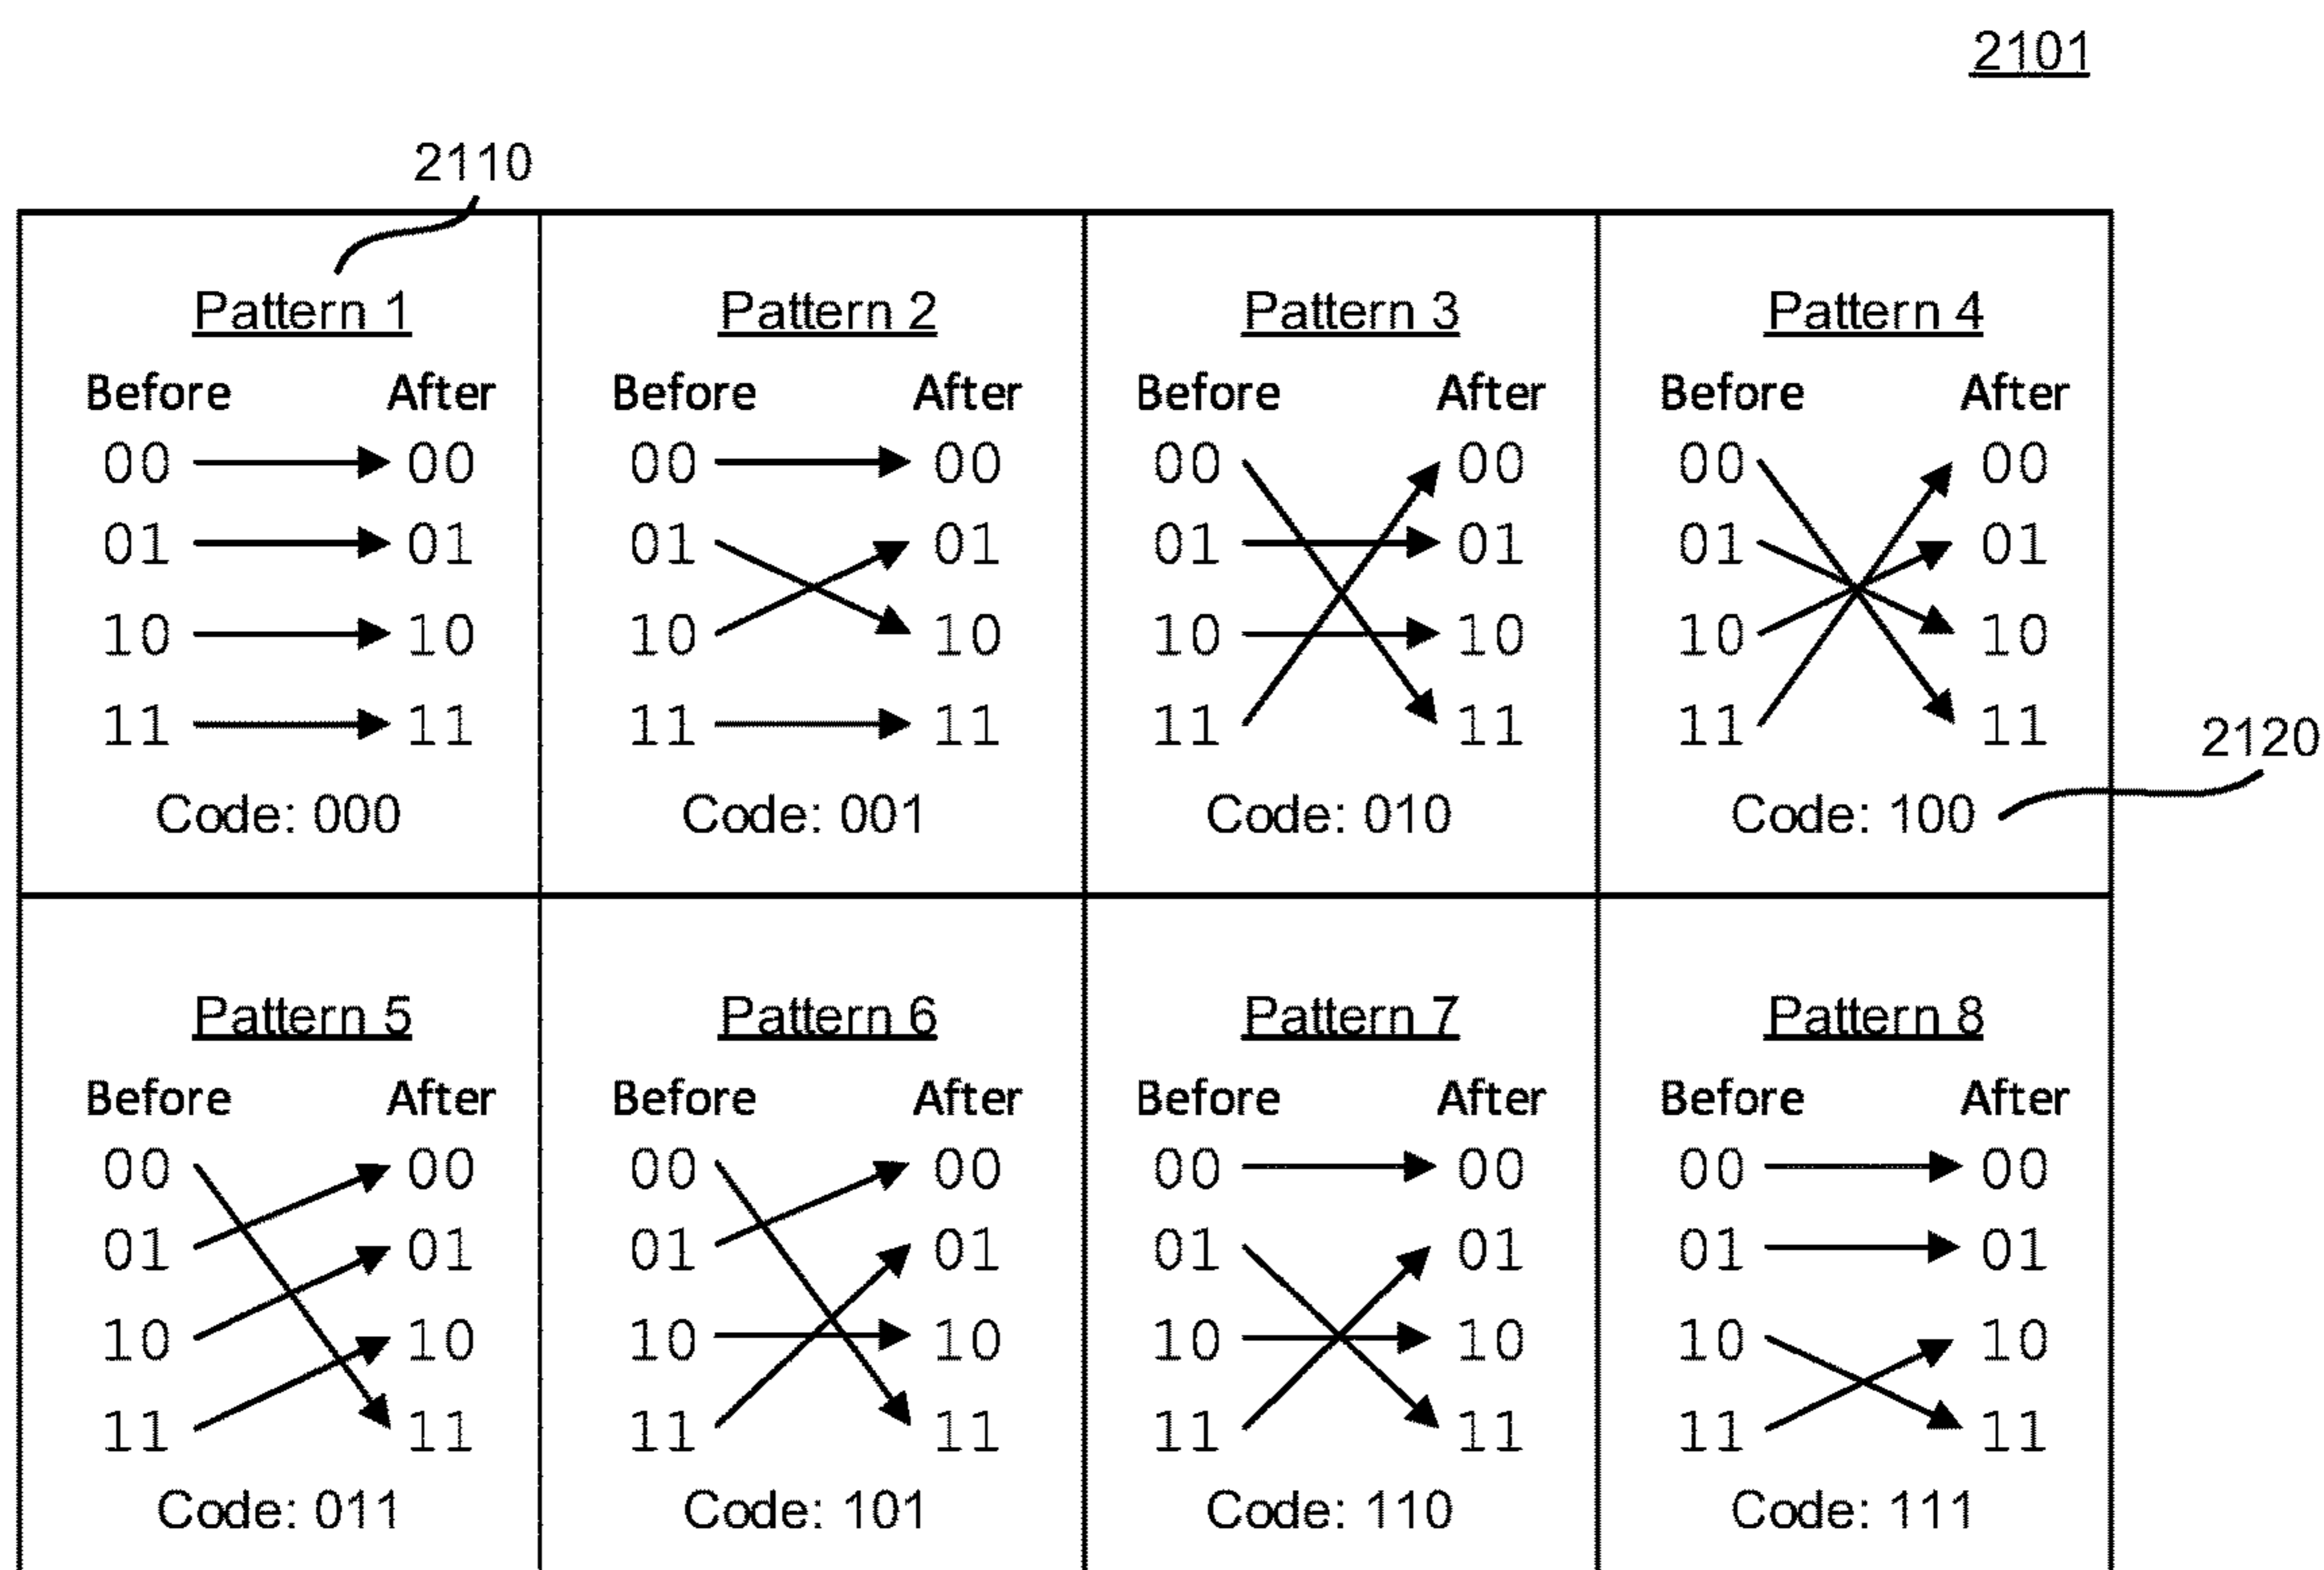 2101
2110
Pattern 1 Pattern 2 Pattern 3 Pattern 4
Before After Before After Before After Before After
00 00 00 00 00 00 00 00
01 01 01 01 01 01 01 01
10 10 10 10 10 10 10 10
11 11 11 11 11 11 11 11
2120
Code: 000 Code: 001 Code: 010 Code: 100
Pattern 5 Pattern 6 Pattern 7 Pattern 8
Before After Before After Before After Before After
00 00 00 00 00 00 00 00
01 01 01 01 01 01 01 01
10 10 10 10 10 10 10 10
11 11 11 11 11 11 11 11
Code: 011 Code: 101 Code: 110 Code: 111